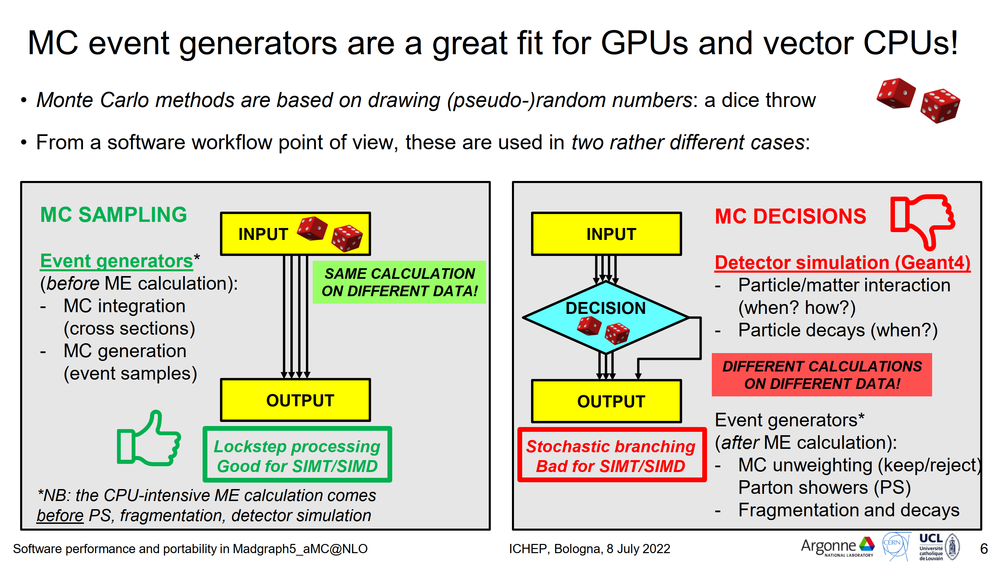 MC event generators are a great fit for GPUs and vector CPUs!
• Monte Carlo methods are based on drawing (pseudo-)random numbers: a dice throw
• From a software workflow point of view, these are used in two rather different cases:
MC SAMPLING
Event generators*
(before ME calculation):
- MC integration
(cross sections)
- MC generation
(event samples)
INPUT
SAME CALCULATION
ON DIFFERENT DATA!
OUTPUT
Lockstep processing
Good for SIMT/SIMD
*NB: the CPU-intensive ME calculation comes
before PS, fragmentation, detector simulation
INPUT
DECISION
OUTPUT
Stochastic branching
Bad for SIMT/SIMD
MC DECISIONS
Detector simulation (Geant4)
- Particle/matter interaction
(when? how?)
- Particle decays (when?)
DIFFERENT CALCULATIONS
ON DIFFERENT DATA!
Event generators*
(after ME calculation):
- MC unweighting (keep/reject)
Parton showers (PS)
- Fragmentation and decays
Software performance and portability in Madgraph5_aMC@NLO
ICHEP, Bologna, 8 July 2022
Argonne
NATIONAL LABORATORY
CERN
UCL
Université
catholique
de Louvain
6